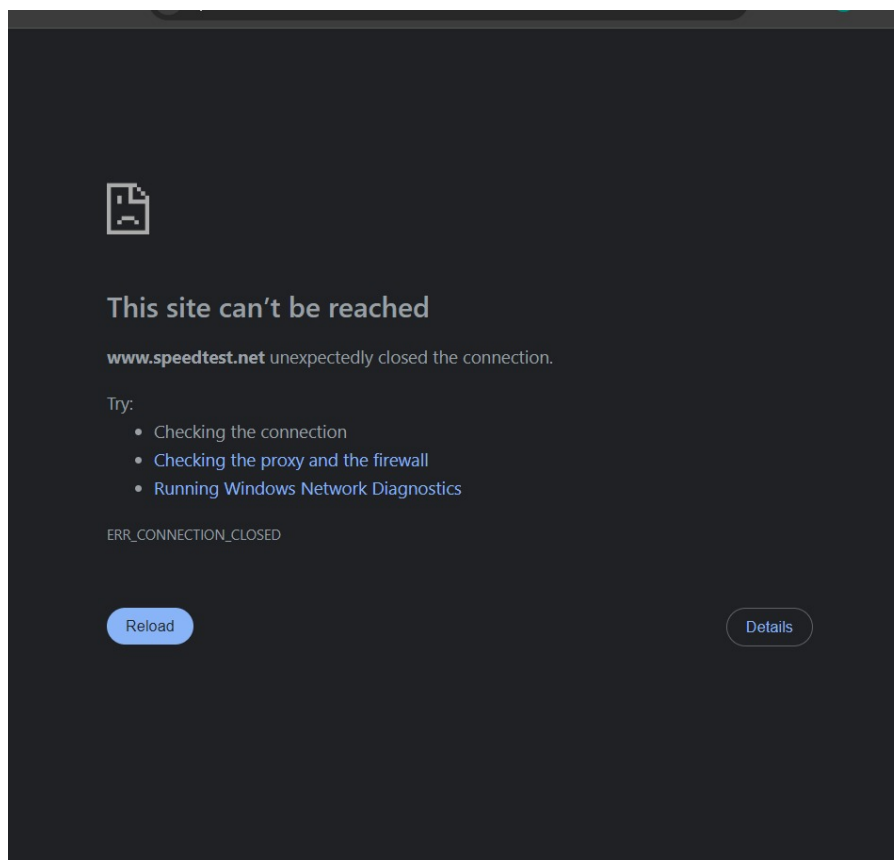 This site can’t be reached
www.speedtest.net unexpectedly closed the connection.
Try:
• Checking the connection
• Checking the proxy and the firewall
• Running Windows Network Diagnostics
ERR_CONNECTION_CLOSED
Reload
Details